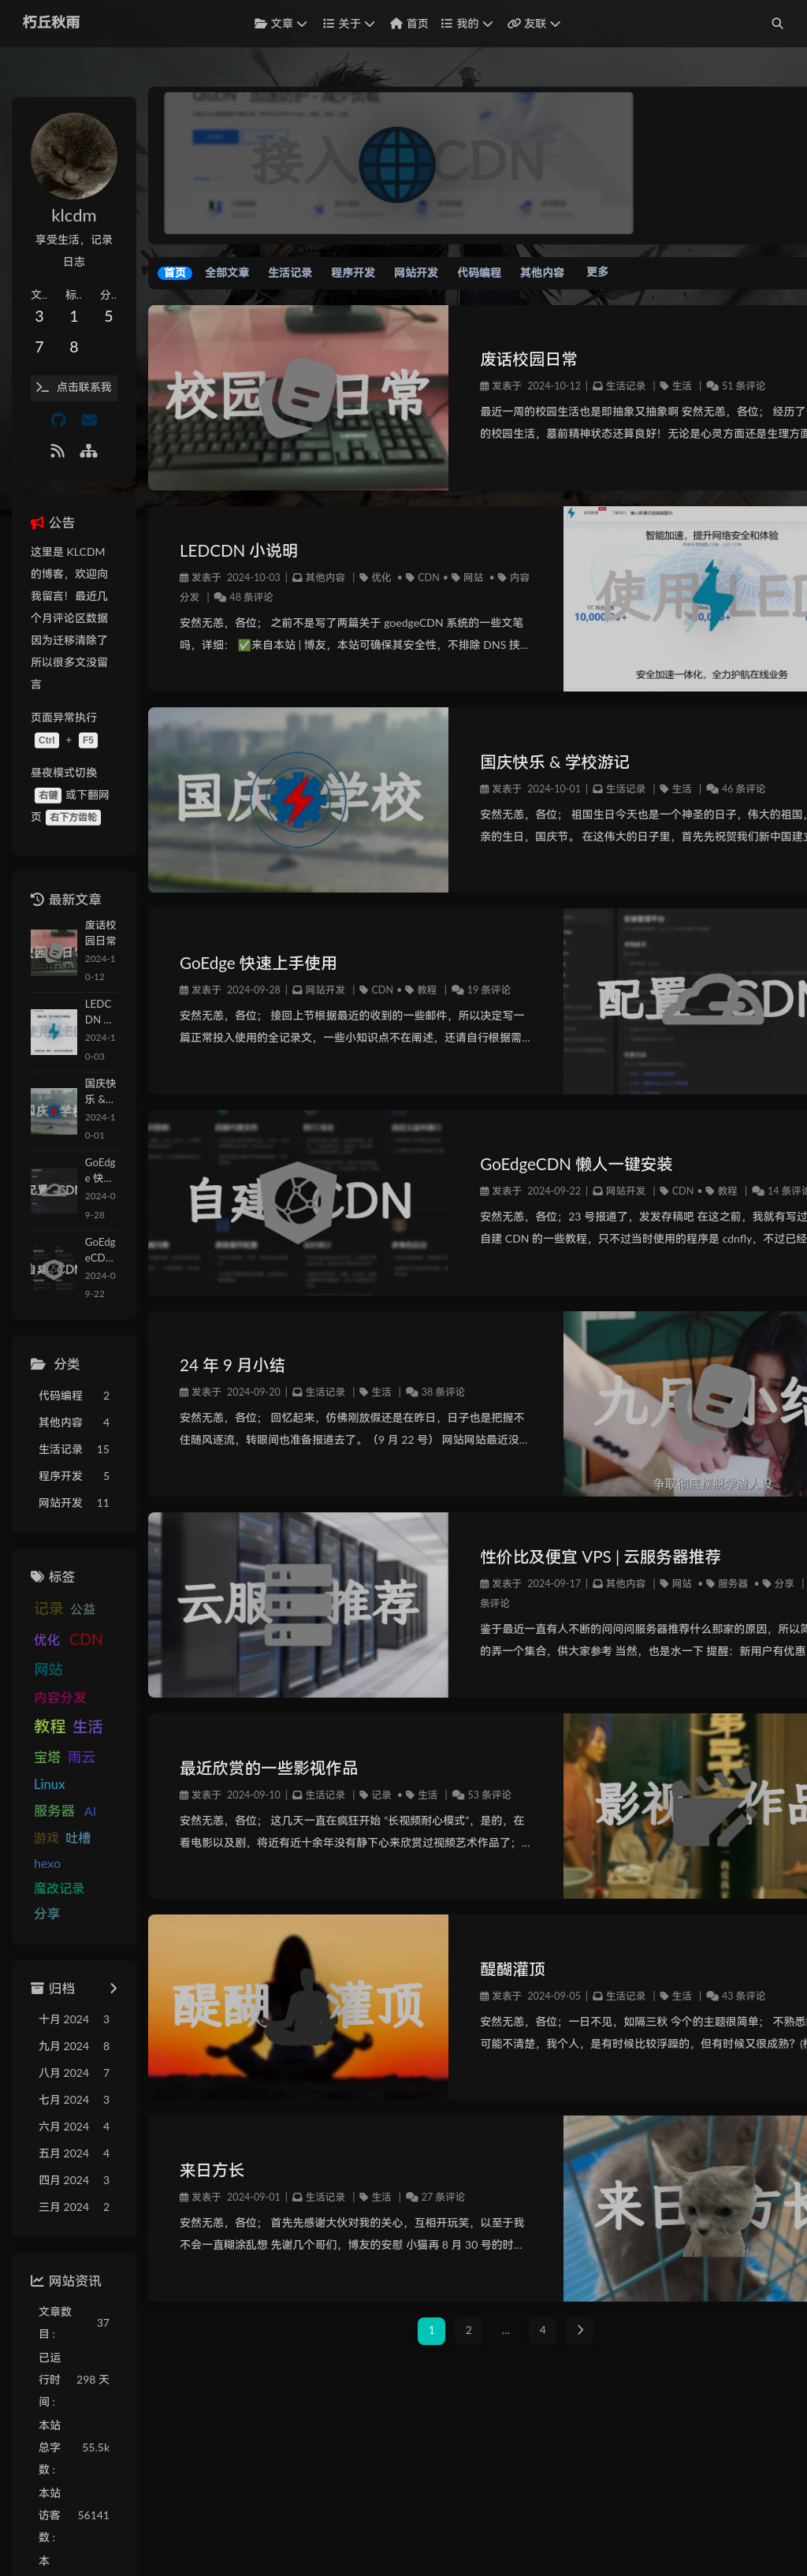 朽丘秋雨
文章
关于
首页
我的
友联
klcdm
享受生活，记录
日志
文..
标..
分..
3
1
5
7
8
点击联系我
公告
这里是 KLCDM
的博客，欢迎向
我留言！最近几
个月评论区数据
因为迁移清除了
所以很多文没留
言
页面异常执行
Ctrl + F5
昼夜模式切换
右键 或下翻网
页 右下方齿轮
最新文章
废话校
园日常
2024-1
0-12
LEDC
DN ...
2024-1
0-03
国庆快
乐 &...
2024-1
0-01
GoEdg
e 快...
2024-0
9-28
GoEdg
eCD...
2024-0
9-22
分类
代码编程 2
其他内容 4
生活记录 15
程序开发 5
网站开发 11
标签
记录 公益
优化 CDN
网站
内容分发
教程 生活
宝塔 雨云
Linux
服务器 AI
游戏 吐槽
hexo
魔改记录
分享
归档
十月 2024 3
九月 2024 8
八月 2024 7
七月 2024 3
六月 2024 4
五月 2024 4
四月 2024 3
三月 2024 2
网站资讯
文章数
目 :
37
已运
行时
间 :
298 天
本站
总字
数 :
55.5k
本站
访客
数 :
56141
本
接入 CDN
首页 全部文章 生活记录 程序开发 网站开发 代码编程 其他内容 更多
校园日常
Lenovo
废话校园日常
发表于 2024-10-12 | 生活记录 | 生活 | 51 条评论
最近一周的校园生活也是即抽象又抽象啊 安然无恙，各位； 经历了
的校园生活，墓前精神状态还算良好！无论是心灵方面还是生理方面
LEDCDN 小说明
发表于 2024-10-03 | 其他内容 | 优化 • CDN • 网站 • 内容
分发 | 48 条评论
安然无恙，各位； 之前不是写了两篇关于 goedgeCDN 系统的一些文笔
吗，详细： ✅来自本站 | 博友，本站可确保其安全性，不排除 DNS 挟...
智能加速，提升网络安全和体验
使用 LED
10,000
安全加速一体化，全力护航在线业务
国庆 学校
国庆快乐 & 学校游记
发表于 2024-10-01 | 生活记录 | 生活 | 46 条评论
安然无恙，各位； 祖国生日今天也是一个神圣的日子，伟大的祖国，
亲的生日，国庆节。 在这伟大的日子里，首先先祝贺我们新中国建立
GoEdge 快速上手使用
发表于 2024-09-28 | 网站开发 | CDN • 教程 | 19 条评论
安然无恙，各位； 接回上节根据最近的收到的一些邮件，所以决定写一
篇正常投入使用的全记录文，一些小知识点不在阐述，还请自行根据需...
配置 CDN
自建 CDN
GoEdgeCDN 懒人一键安装
发表于 2024-09-22 | 网站开发 | CDN • 教程 | 14 条评论
安然无恙，各位；23 号报道了，发发存稿吧 在这之前，我就有写过
自建 CDN 的一些教程，只不过当时使用的程序是 cdnfly，不过已经
24 年 9 月小结
发表于 2024-09-20 | 生活记录 | 生活 | 38 条评论
安然无恙，各位； 回忆起来，仿佛刚放假还是在昨日，日子也是把握不
住随风逐流，转眼间也准备报道去了。（9 月 22 号） 网站网站最近没...
九月 小结
争取彻底摆脱学渣人设
云服务器推荐
性价比及便宜 VPS | 云服务器推荐
发表于 2024-09-17 | 其他内容 | 网站 • 服务器 • 分享 |
条评论
鉴于最近一直有人不断的问问问服务器推荐什么那家的原因，所以简
的弄一个集合，供大家参考 当然，也是水一下 提醒：新用户有优惠
最近欣赏的一些影视作品
发表于 2024-09-10 | 生活记录 | 记录 • 生活 | 53 条评论
安然无恙，各位； 这几天一直在疯狂开始 “长视频耐心模式”，是的，在
看电影以及剧，将近有近十余年没有静下心来欣赏过视频艺术作品了；...
影视作品
醍醐灌顶
醍醐灌顶
发表于 2024-09-05 | 生活记录 | 生活 | 43 条评论
安然无恙，各位；一日不见，如隔三秋 今个的主题很简单； 不熟悉
可能不清楚，我个人，是有时候比较浮躁的，但有时候又很成熟？
来日方长
发表于 2024-09-01 | 生活记录 | 生活 | 27 条评论
安然无恙，各位； 首先先感谢大伙对我的关心，互相开玩笑，以至于我
不会一直糊涂乱想 先谢几个哥们，博友的安慰 小猫再 8 月 30 号的时...
来日方长
1 2 ... 4